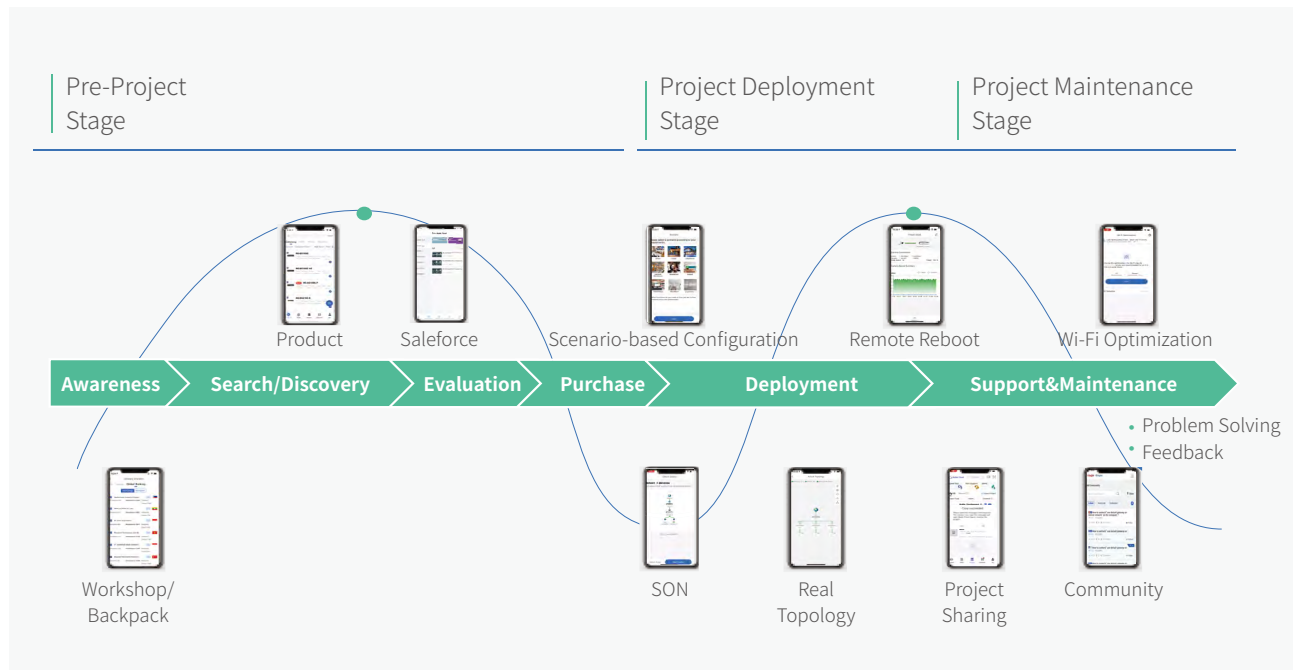 Pre-Project
Stage
Project Deployment
Stage
Project Maintenance
Stage
Product
Saleforce
Scenario-based Configuration
Remote Reboot
Wi-Fi Optimization
Awareness
Search/Discovery
Evaluation
Purchase
Deployment
Support&Maintenance
Problem Solving
Feedback
Workshop/
Backpack
SON
Real
Topology
Project
Sharing
Community